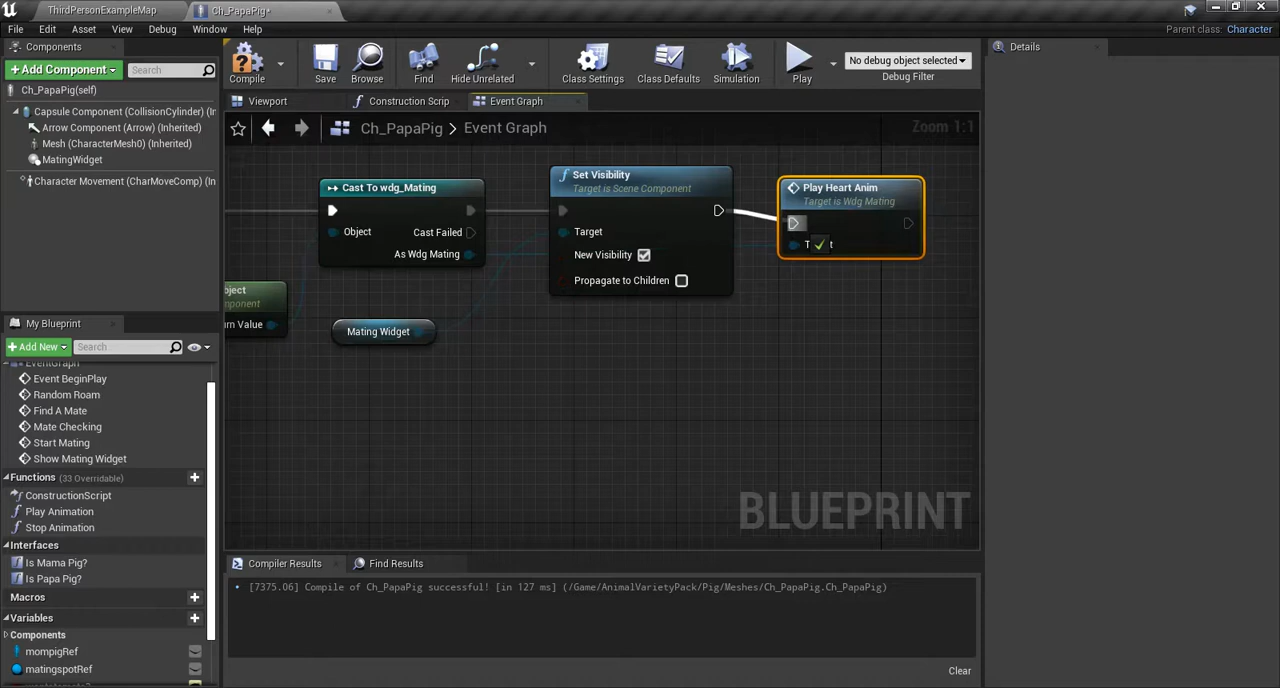 ThirdPersonExampleMap
Ch_PapaPig*
File Edit Asset View Debug Window Help
Parent class: Character
Components
+ Add Component
Search
Ch_PapaPig(self)
Capsule Component (CollisionCylinder) (In
Arrow Component (Arrow) (Inherited)
Mesh (CharacterMesh0) (Inherited)
MatingWidget
Character Movement (CharMoveComp) (In
Compile
Save
Browse
Find
Hide Unrelated
Class Settings
Class Defaults
Simulation
Play
No debug object selected
Debug Filter
Details
Viewport
Construction Scrip
Event Graph
Ch_PapaPig > Event Graph
Zoom 1:1
Cast To wdg_Mating
Object
Cast Failed
As Wdg Mating
Set Visibility
Target is Scene Component
Target
New Visibility
Propagate to Children
Play Heart Anim
Target is Wdg Mating
T t
bject
mponent
urn Value
Mating Widget
BLUEPRINT
My Blueprint
+ Add New
Search
EventGraph
Event BeginPlay
Random Roam
Find A Mate
Mate Checking
Start Mating
Show Mating Widget
Functions (33 Overridable)
ConstructionScript
Play Animation
Stop Animation
Interfaces
Is Mama Pig?
Is Papa Pig?
Macros
Variables
Components
mompigRef
matingspotRef
Compiler Results
Find Results
[7375.06] Compile of Ch_PapaPig successful! [in 127 ms] (/Game/AnimalVarietyPack/Pig/Meshes/Ch_PapaPig.Ch_PapaPig)
Clear